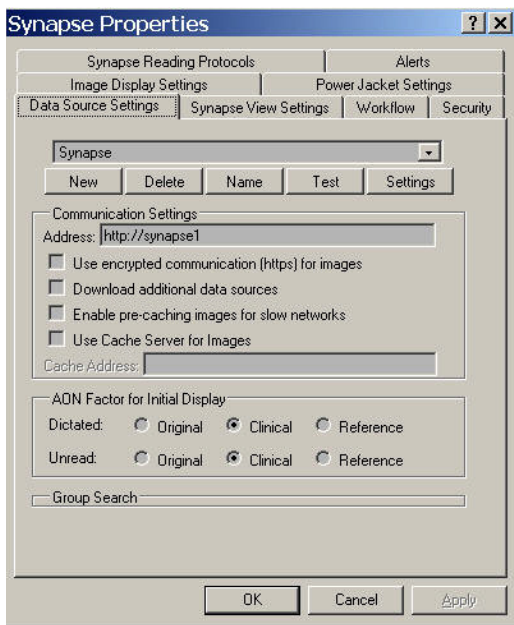 Synapse Properties
Synapse Reading Protocols Alerts
Image Display Settings Power Jacket Settings
Data Source Settings Synapse View Settings Workflow Security
Synapse
New Delete Name Test Settings
Communication Settings
Address: http://synapse1
Use encrypted communication (https) for images
Download additional data sources
Enable pre-caching images for slow networks
Use Cache Server for Images
Cache Address:
AON Factor for Initial Display
Dictated: Original Clinical Reference
Unread: Original Clinical Reference
Group Search
OK Cancel Apply